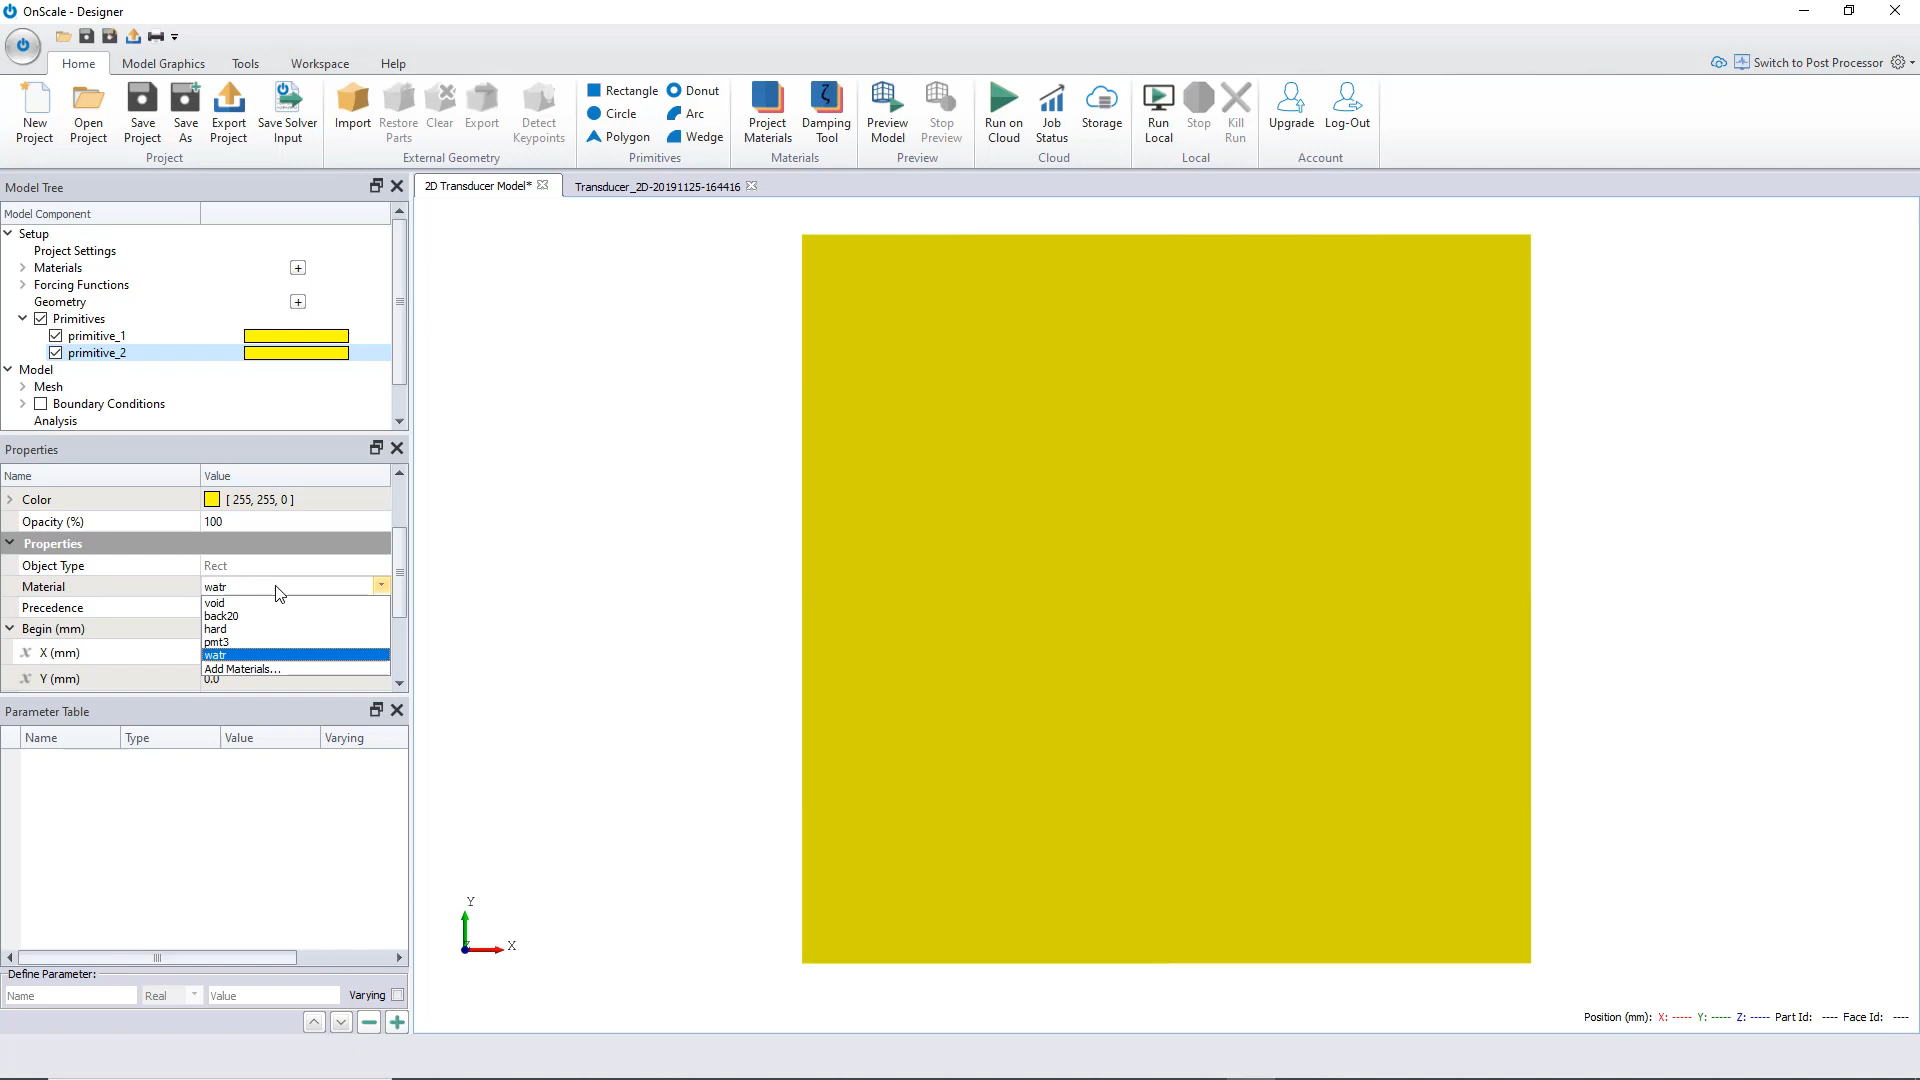 OnScale - Designer
Home Model Graphics Tools Workspace Help
Switch to Post Processor
New Project
Open Project
Save Project
Save As
Export Project
Save Solver Input
Project
Import
Restore Parts
Clear
Export
Detect Keypoints
External Geometry
Rectangle Donut
Circle Arc
Polygon Wedge
Primitives
Project Materials
Damping Tool
Materials
Preview Model
Stop Preview
Preview
Run on Cloud
Job Status
Storage
Cloud
Run Local
Stop
Kill Run
Local
Upgrade
Log-Out
Account
Model Tree
2D Transducer Model*
Transducer_2D-20191125-164416
Model Component
Setup
Project Settings
Materials
Forcing Functions
Geometry
Primitives
primitive_1
primitive_2
Model
Mesh
Boundary Conditions
Analysis
Properties
Name Value
Color [ 255, 255, 0 ]
Opacity (%) 100
Properties
Object Type Rect
Material watr
Precedence
Begin (mm)
X (mm)
Y (mm) 0.0
void
back20
hard
pmt3
watr
Add Materials...
Parameter Table
Name Type Value Varying
Define Parameter:
Name Real Value Varying
Y
X
Z
Position (mm): X: ----- Y: ----- Z: ----- Part Id: ---- Face Id: ----